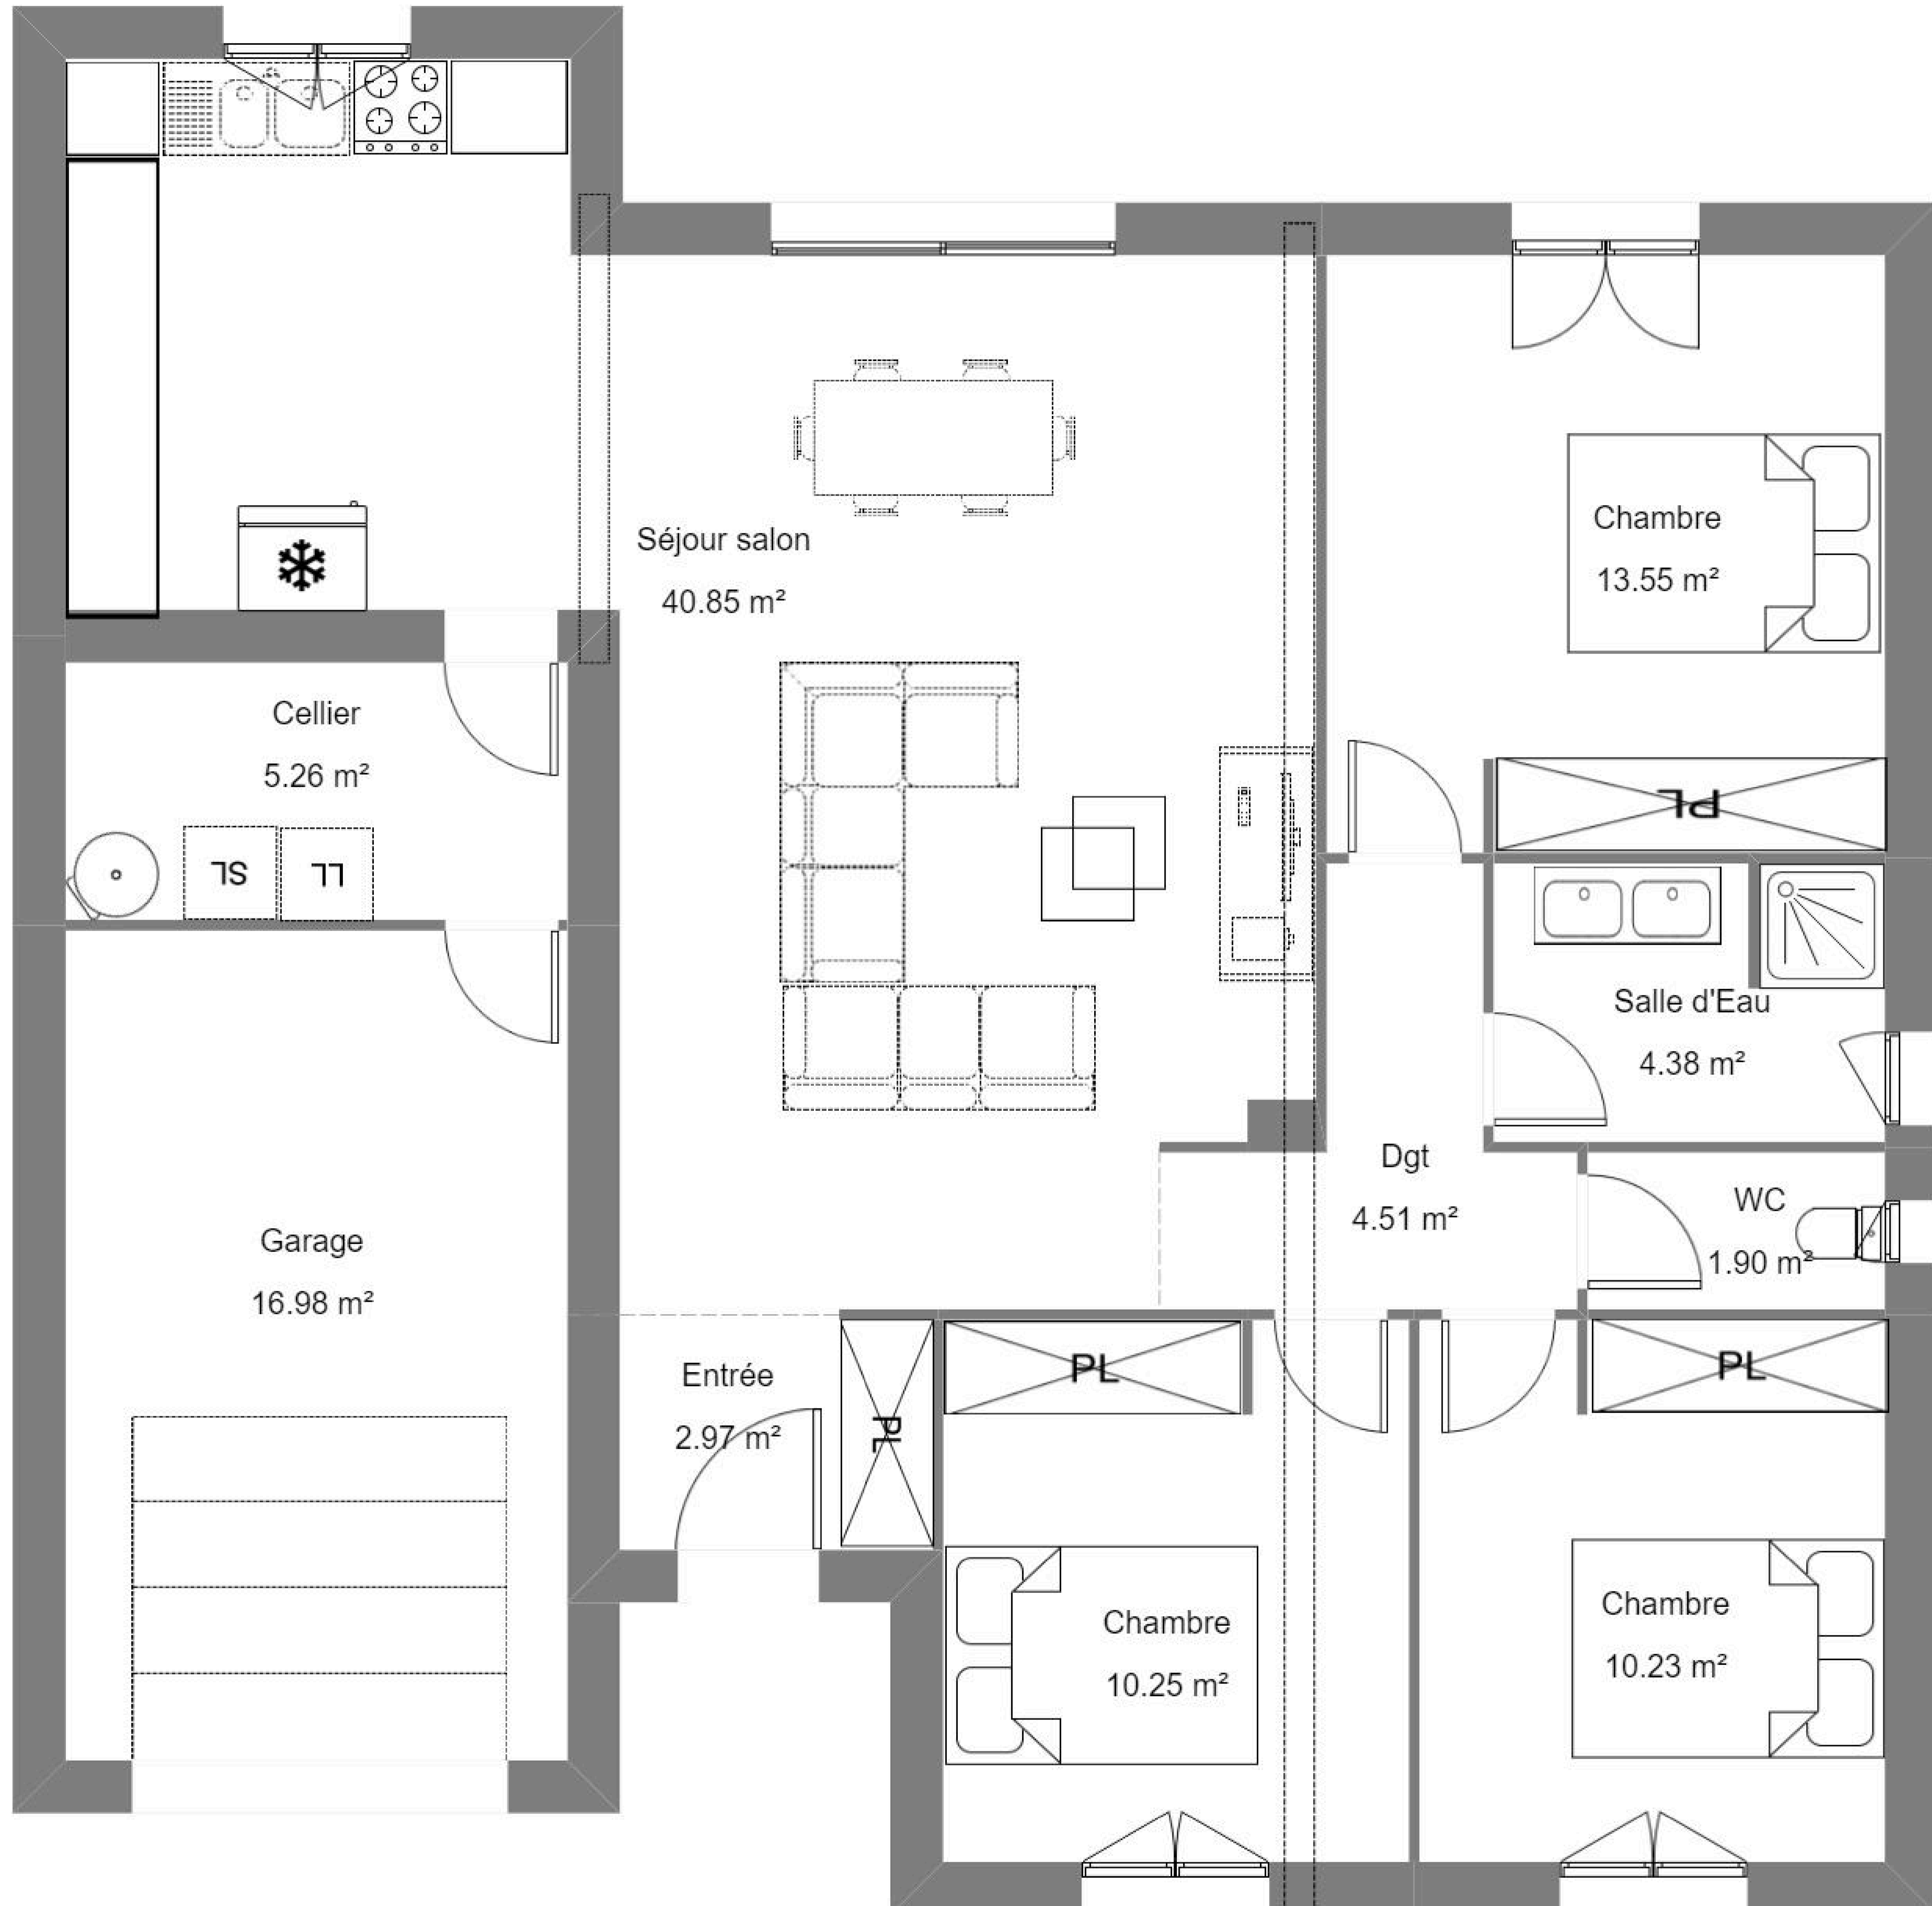 Séjour salon
40.85 m²
Chambre
13.55 m²
Cellier
5.26 m²
PL
SL
LL
Salle d'Eau
4.38 m²
Dgt
4.51 m²
WC
1.90 m²
Garage
16.98 m²
Entrée
2.97 m²
PL
PL
PL
Chambre
10.25 m²
Chambre
10.23 m²